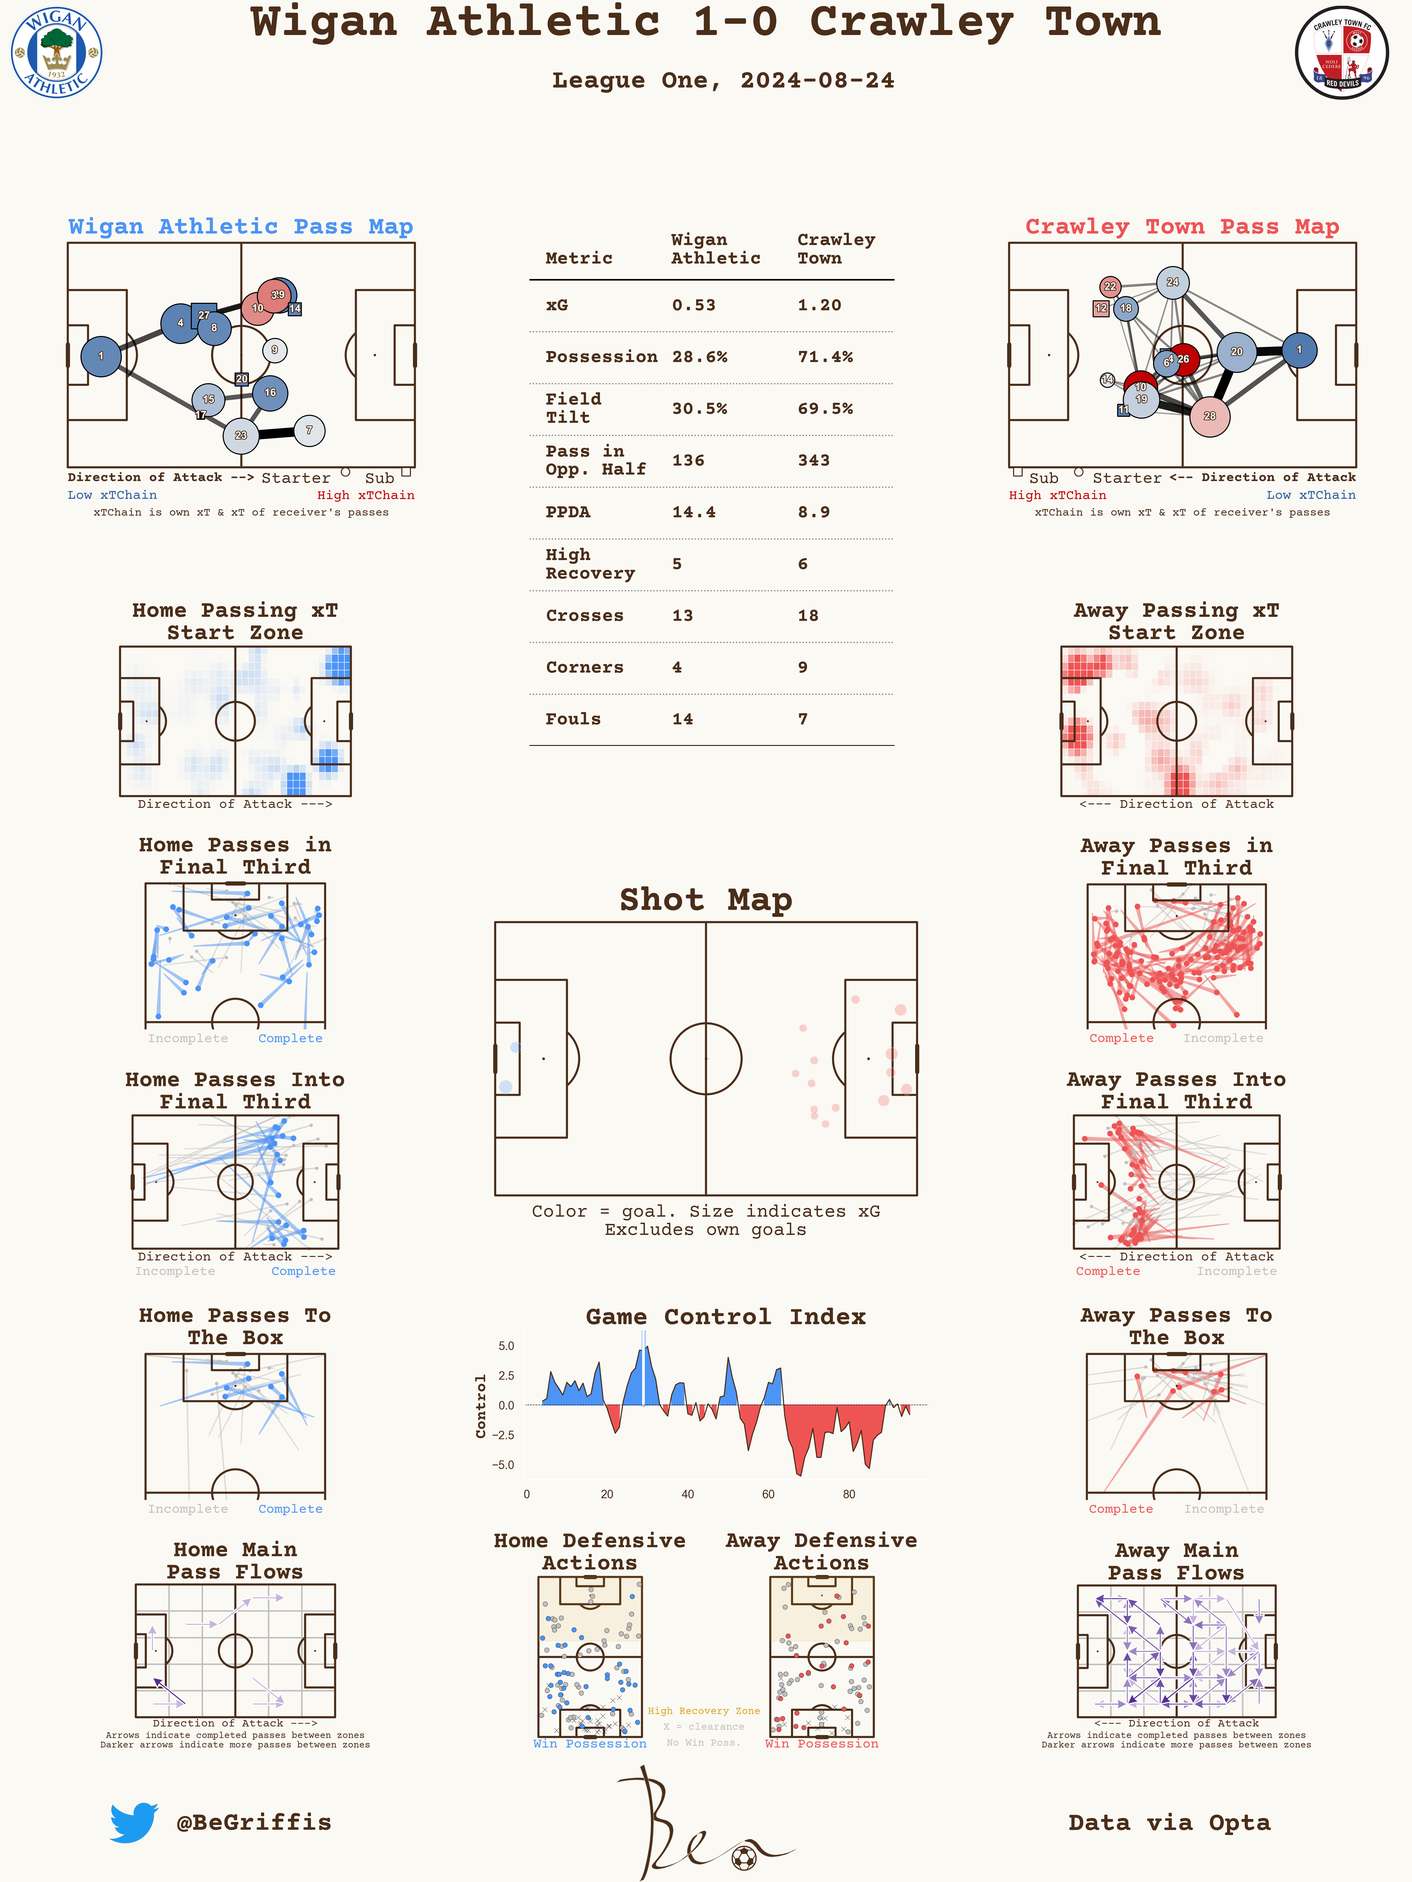 Wigan Athletic 1-0 Crawley Town
League One, 2024-08-24
WIGAN
1932
ATHLETIC
CRAWLEY TOWN FC
RED DEVILS
Wigan Athletic Pass Map
1
4
27
8
10
14
9
20
15
17
16
23
7
Direction of Attack --> Starter Sub
Low xTChain High xTChain
xTChain is own xT & xT of receiver's passes
Metric Wigan Athletic Crawley Town
xG 0.53 1.20
Possession 28.6% 71.4%
Field Tilt 30.5% 69.5%
Pass in Opp. Half 136 343
PPDA 14.4 8.9
High Recovery 5 6
Crosses 13 18
Corners 4 9
Fouls 14 7
Crawley Town Pass Map
22
12
18
24
6
4
26
20
1
14
10
19
11
28
Sub Starter <-- Direction of Attack
High xTChain Low xTChain
xTChain is own xT & xT of receiver's passes
Home Passing xT
Start Zone
Direction of Attack --->
Away Passing xT
Start Zone
<--- Direction of Attack
Home Passes in
Final Third
Incomplete Complete
Away Passes in
Final Third
Complete Incomplete
Shot Map
Color = goal. Size indicates xG
Excludes own goals
Home Passes Into
Final Third
Direction of Attack --->
Incomplete Complete
Away Passes Into
Final Third
<--- Direction of Attack
Complete Incomplete
Home Passes To
The Box
Incomplete Complete
Game Control Index
Control
5.0
2.5
0.0
−2.5
−5.0
0 20 40 60 80
Away Passes To
The Box
Complete Incomplete
Home Main
Pass Flows
Direction of Attack --->
Arrows indicate completed passes between zones
Darker arrows indicate more passes between zones
Home Defensive
Actions
Win Possession
High Recovery Zone
X = clearance
No Win Poss.
Away Defensive
Actions
Win Possession
Away Main
Pass Flows
<--- Direction of Attack
Arrows indicate completed passes between zones
Darker arrows indicate more passes between zones
@BeGriffis
Ben
Data via Opta